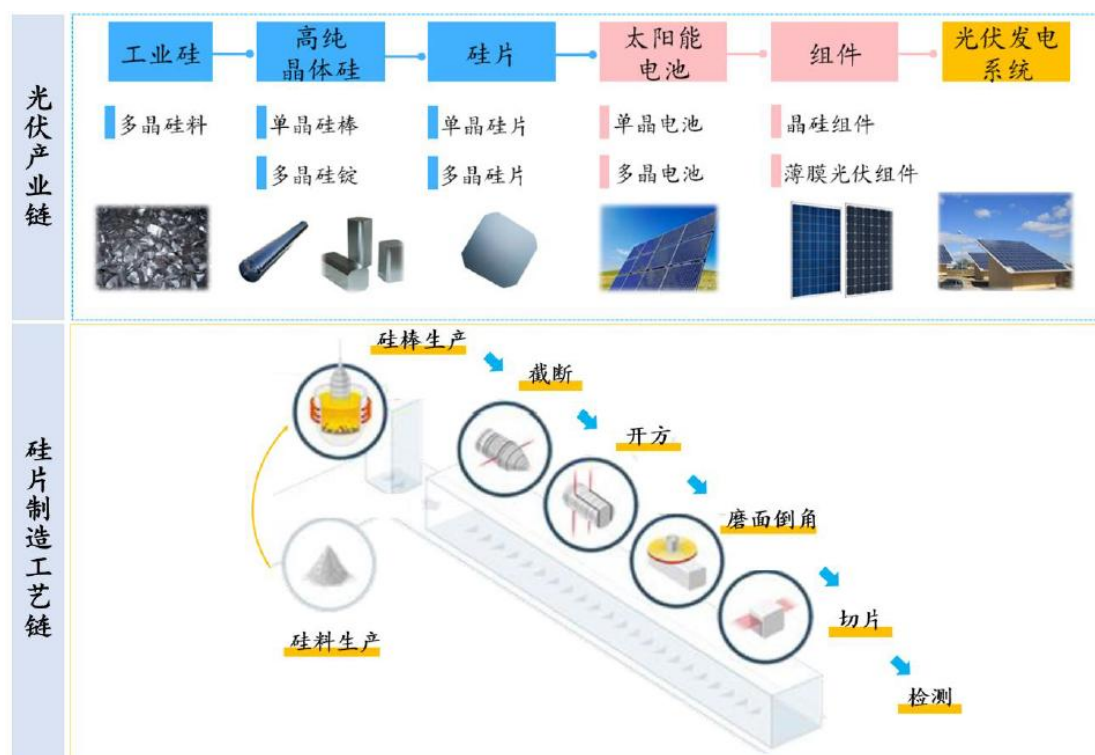 光伏产业链
工业硅
高纯
晶体硅
硅片
太阳能
电池
组件
光伏发电
系统
多晶硅料
单晶硅棒
单晶硅片
单晶电池
晶硅组件
多晶硅锭
多晶硅片
多晶电池
薄膜光伏组件
硅片制造工艺链
硅棒生产
截断
开方
磨面倒角
硅料生产
切片
检测